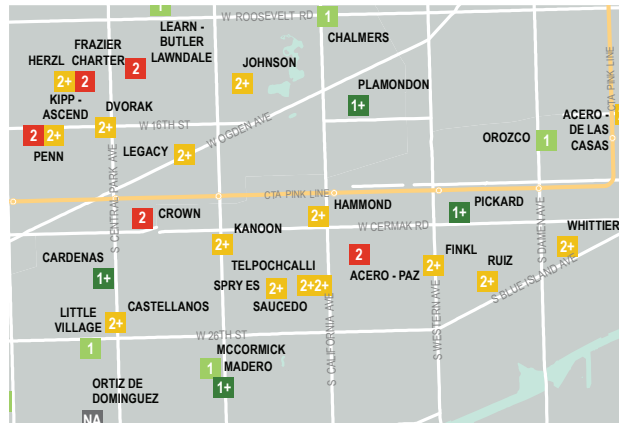 W ROOSEVELT RD
1
LEARN -
BUTLER
LAWNDALE
CHALMERS
FRAZIER
CHARTER
2
HERZL
2+
2
JOHNSON
2+
PLAMONDON
1+
KIPP -
ASCEND
DVORAK
2+
W 16TH ST
W OGDEN AVE
2
2+
PENN
LEGACY
2+
OROZCO
1
ACERO -
DE LAS
CASAS
CTA PINK LINE
CTA PINK LINE
S CENTRAL PARK AVE
2
CROWN
HAMMOND
2+
W CERMAK RD
1+
PICKARD
S DAMEN AVE
WHITTIER
2+
KANOON
2+
CARDENAS
1+
TELPOCHCALLI
SPRY ES
2+
2+2+
SAUCEDO
2
ACERO - PAZ
FINKL
2+
RUIZ
2+
S BLUE ISLAND AVE
S WESTERN AVE
S CALIFORNIA AVE
CASTELLANOS
2+
LITTLE
VILLAGE
1
W 26TH ST
MCCORMICK
1
MADERO
1+
ORTIZ DE
DOMINGUEZ
NA